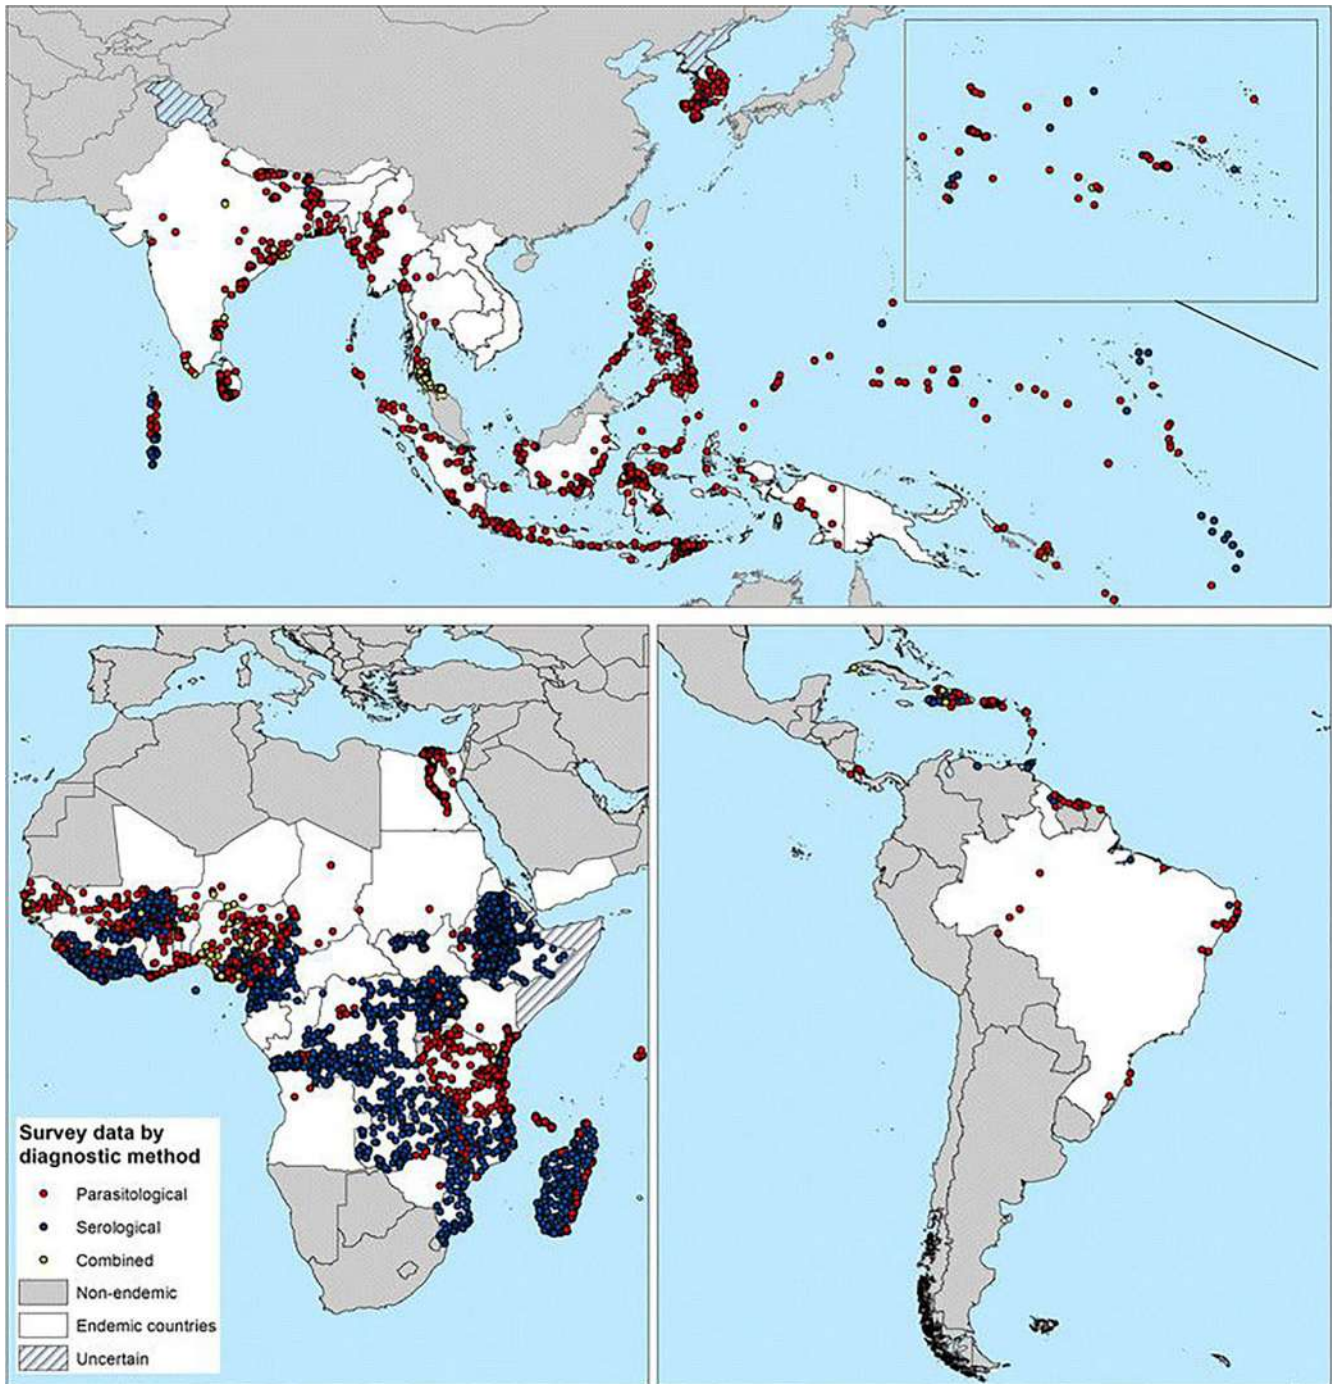 Survey data by
diagnostic method
Parasitological
Serological
Combined
Non-endemic
Endemic countries
Uncertain